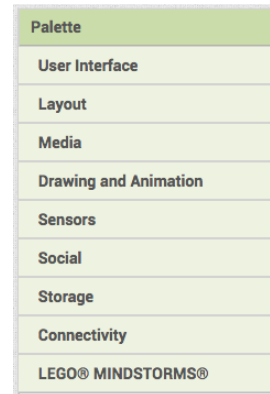 Palette
User Interface
Layout
Media
Drawing and Animation
Sensors
Social
Storage
Connectivity
LEGO® MINDSTORMS®